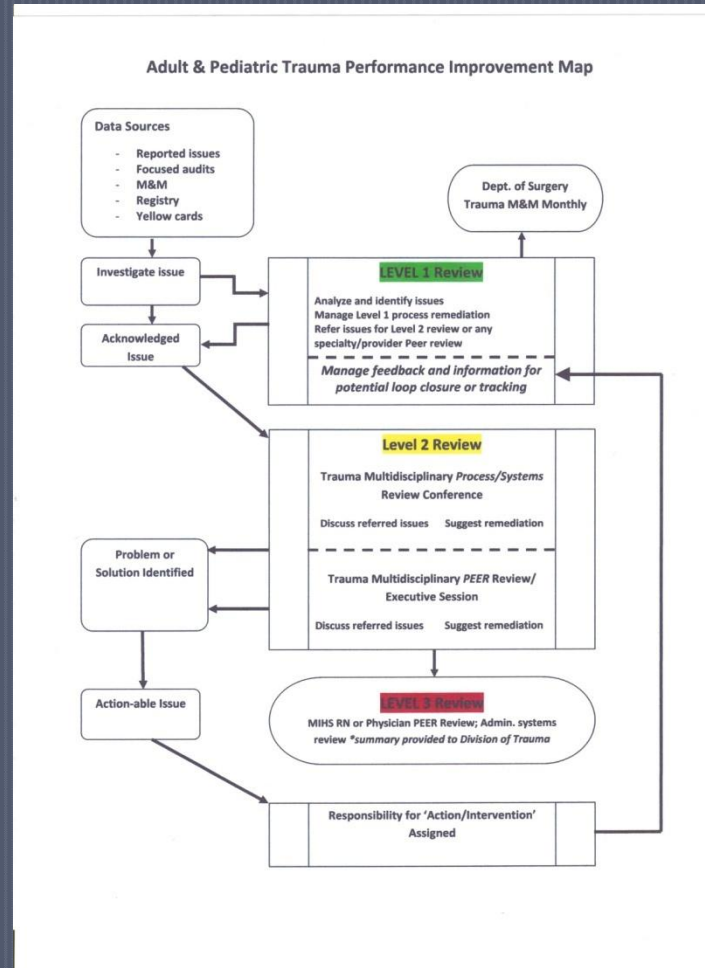 Adult & Pediatric Trauma Performance Improvement Map
Data Sources
- Reported issues
- Focused audits
- M&M
- Registry
- Yellow cards
Dept. of Surgery
Trauma M&M Monthly
Investigate issue
LEVEL 1 Review
Analyze and identify issues
Manage Level 1 process remediation
Refer issues for Level 2 review or any
specialty/provider Peer review
Acknowledged
Issue
Manage feedback and information for
potential loop closure or tracking
Level 2 Review
Trauma Multidisciplinary Process/Systems
Review Conference
Discuss referred issues Suggest remediation
Problem or
Solution Identified
Trauma Multidisciplinary PEER Review/
Executive Session
Discuss referred issues Suggest remediation
Action-able Issue
LEVEL 3 Review
MIHS RN or Physician PEER Review; Admin. systems
review *summary provided to Division of Trauma
Responsibility for ‘Action/Intervention’
Assigned